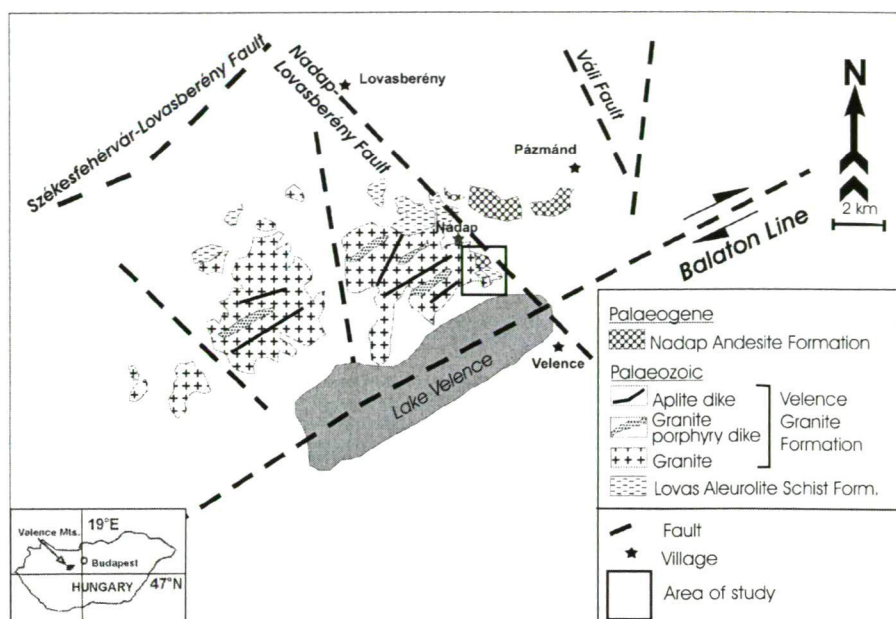 Székesfehérvár-Lovasberény Fault
Nadap-
Lovasberény Fault
Lovasberény
Váli Fault
Pázmánd
N
2 km
Nadap
Balaton Line
Velence
Lake Velence
Palaeogene
Nadap Andesite Formation
Palaeozoic
Aplite dike
Granite
porphyry dike
Granite
Velence
Granite
Formation
Lovas Aleurolite Schist Form.
Fault
Village
Area of study
19°E
Velence Mts.
Budapest
HUNGARY
47°N